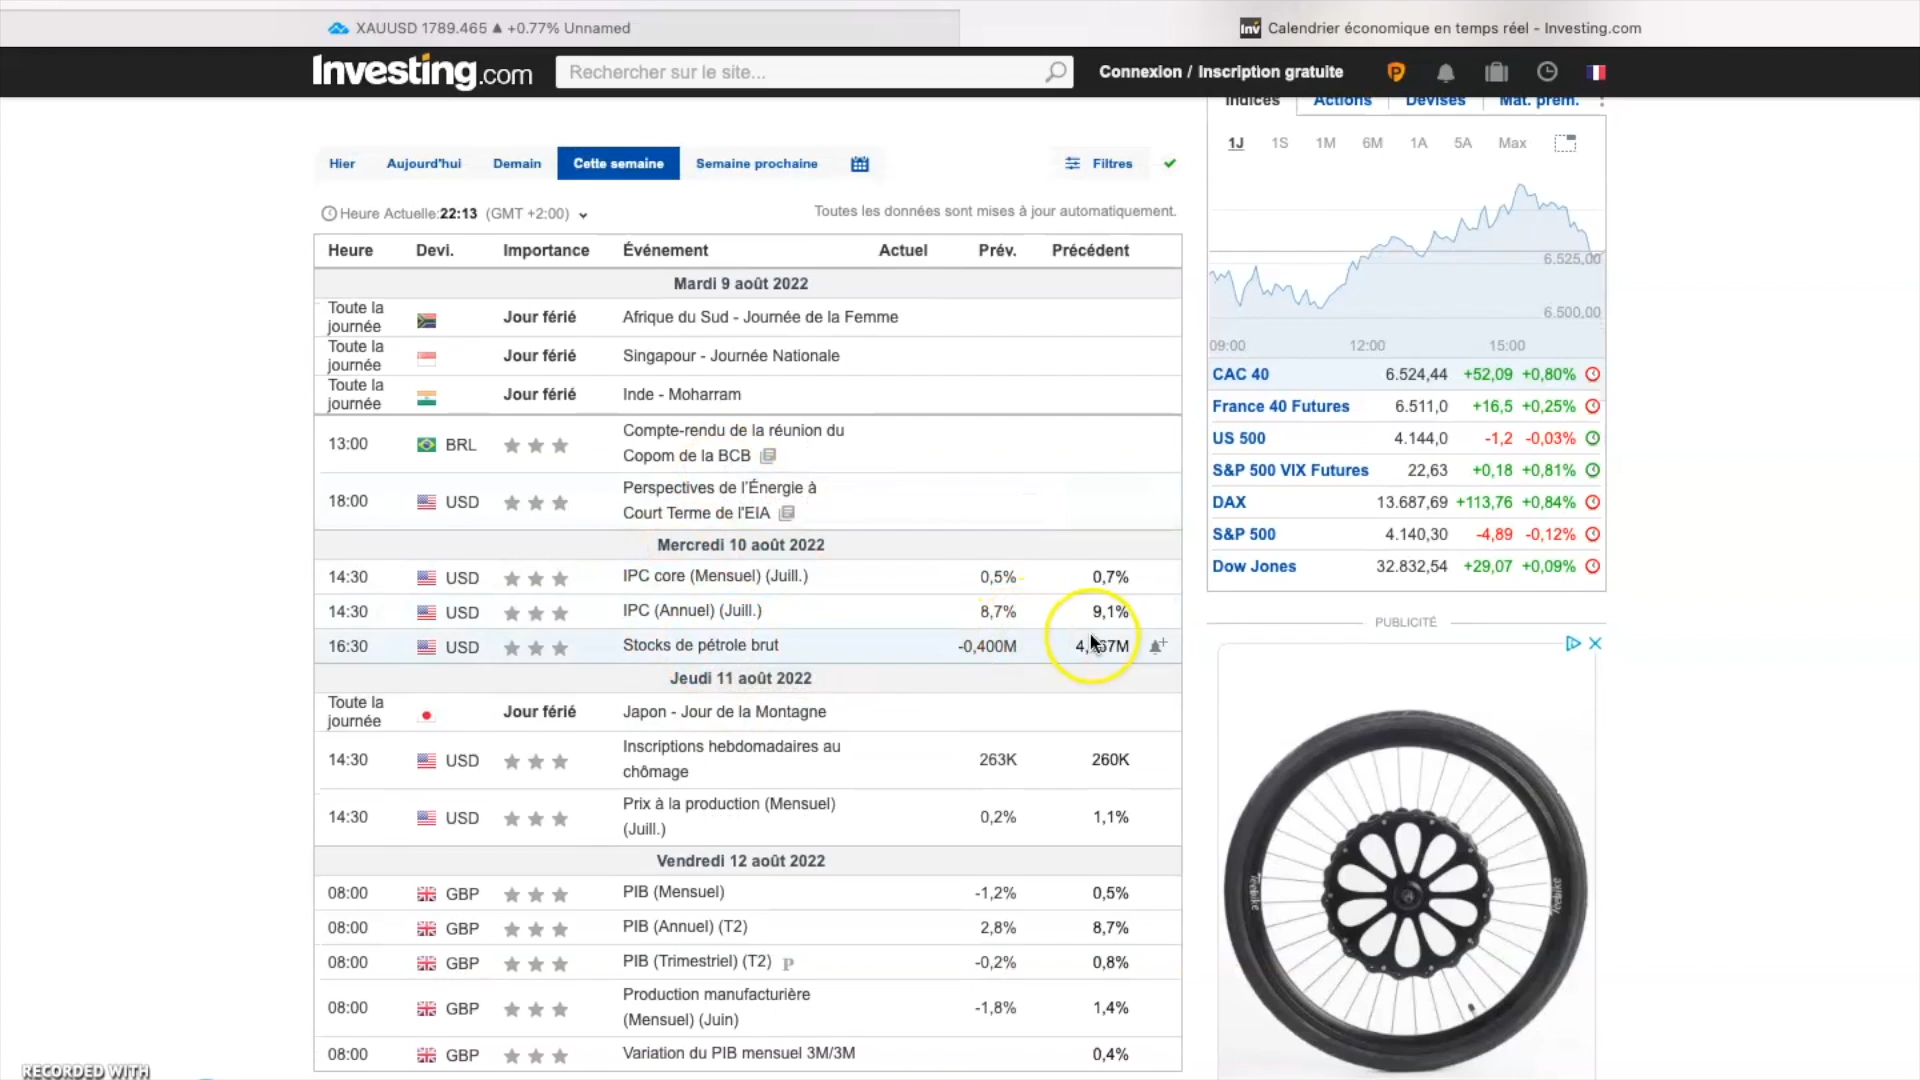 XAUUSD 1789.465 ▲ +0.77% Unnamed
Inv Calendrier économique en temps réel - Investing.com
Investing.com
Rechercher sur le site...
Connexion / Inscription gratuite
Indices Actions Devises Mat. prem.
1J 1S 1M 6M 1A 5A Max
Hier Aujourd'hui Demain Cette semaine Semaine prochaine Filtres
Heure Actuelle:22:13 (GMT +2:00)
Toutes les données sont mises à jour automatiquement.
Heure Devi. Importance Événement Actuel Prév. Précédent
Mardi 9 août 2022
Toute la
journée Jour férié Afrique du Sud - Journée de la Femme
Toute la
journée Jour férié Singapour - Journée Nationale
Toute la
journée Jour férié Inde - Moharram
13:00 BRL Compte-rendu de la réunion du
Copom de la BCB
18:00 USD Perspectives de l'Énergie à
Court Terme de l'EIA
Mercredi 10 août 2022
14:30 USD IPC core (Mensuel) (Juill.) 0,5% 0,7%
14:30 USD IPC (Annuel) (Juill.) 8,7% 9,1%
16:30 USD Stocks de pétrole brut -0,400M
Jeudi 11 août 2022
Toute la
journée Jour férié Japon - Jour de la Montagne
14:30 USD Inscriptions hebdomadaires au
chômage 263K 260K
14:30 USD Prix à la production (Mensuel)
(Juill.) 0,2% 1,1%
Vendredi 12 août 2022
08:00 GBP PIB (Mensuel) -1,2% 0,5%
08:00 GBP PIB (Annuel) (T2) 2,8% 8,7%
08:00 GBP PIB (Trimestriel) (T2) P -0,2% 0,8%
08:00 GBP Production manufacturière
(Mensuel) (Juin) -1,8% 1,4%
08:00 GBP Variation du PIB mensuel 3M/3M 0,4%
6.525,00
6.500,00
09:00 12:00 15:00
CAC 40 6.524,44 +52,09 +0,80%
France 40 Futures 6.511,0 +16,5 +0,25%
US 500 4.144,0 -1,2 -0,03%
S&P 500 VIX Futures 22,63 +0,18 +0,81%
DAX 13.687,69 +113,76 +0,84%
S&P 500 4.140,30 -4,89 -0,12%
Dow Jones 32.832,54 +29,07 +0,09%
PUBLICITÉ
RECORDED WITH